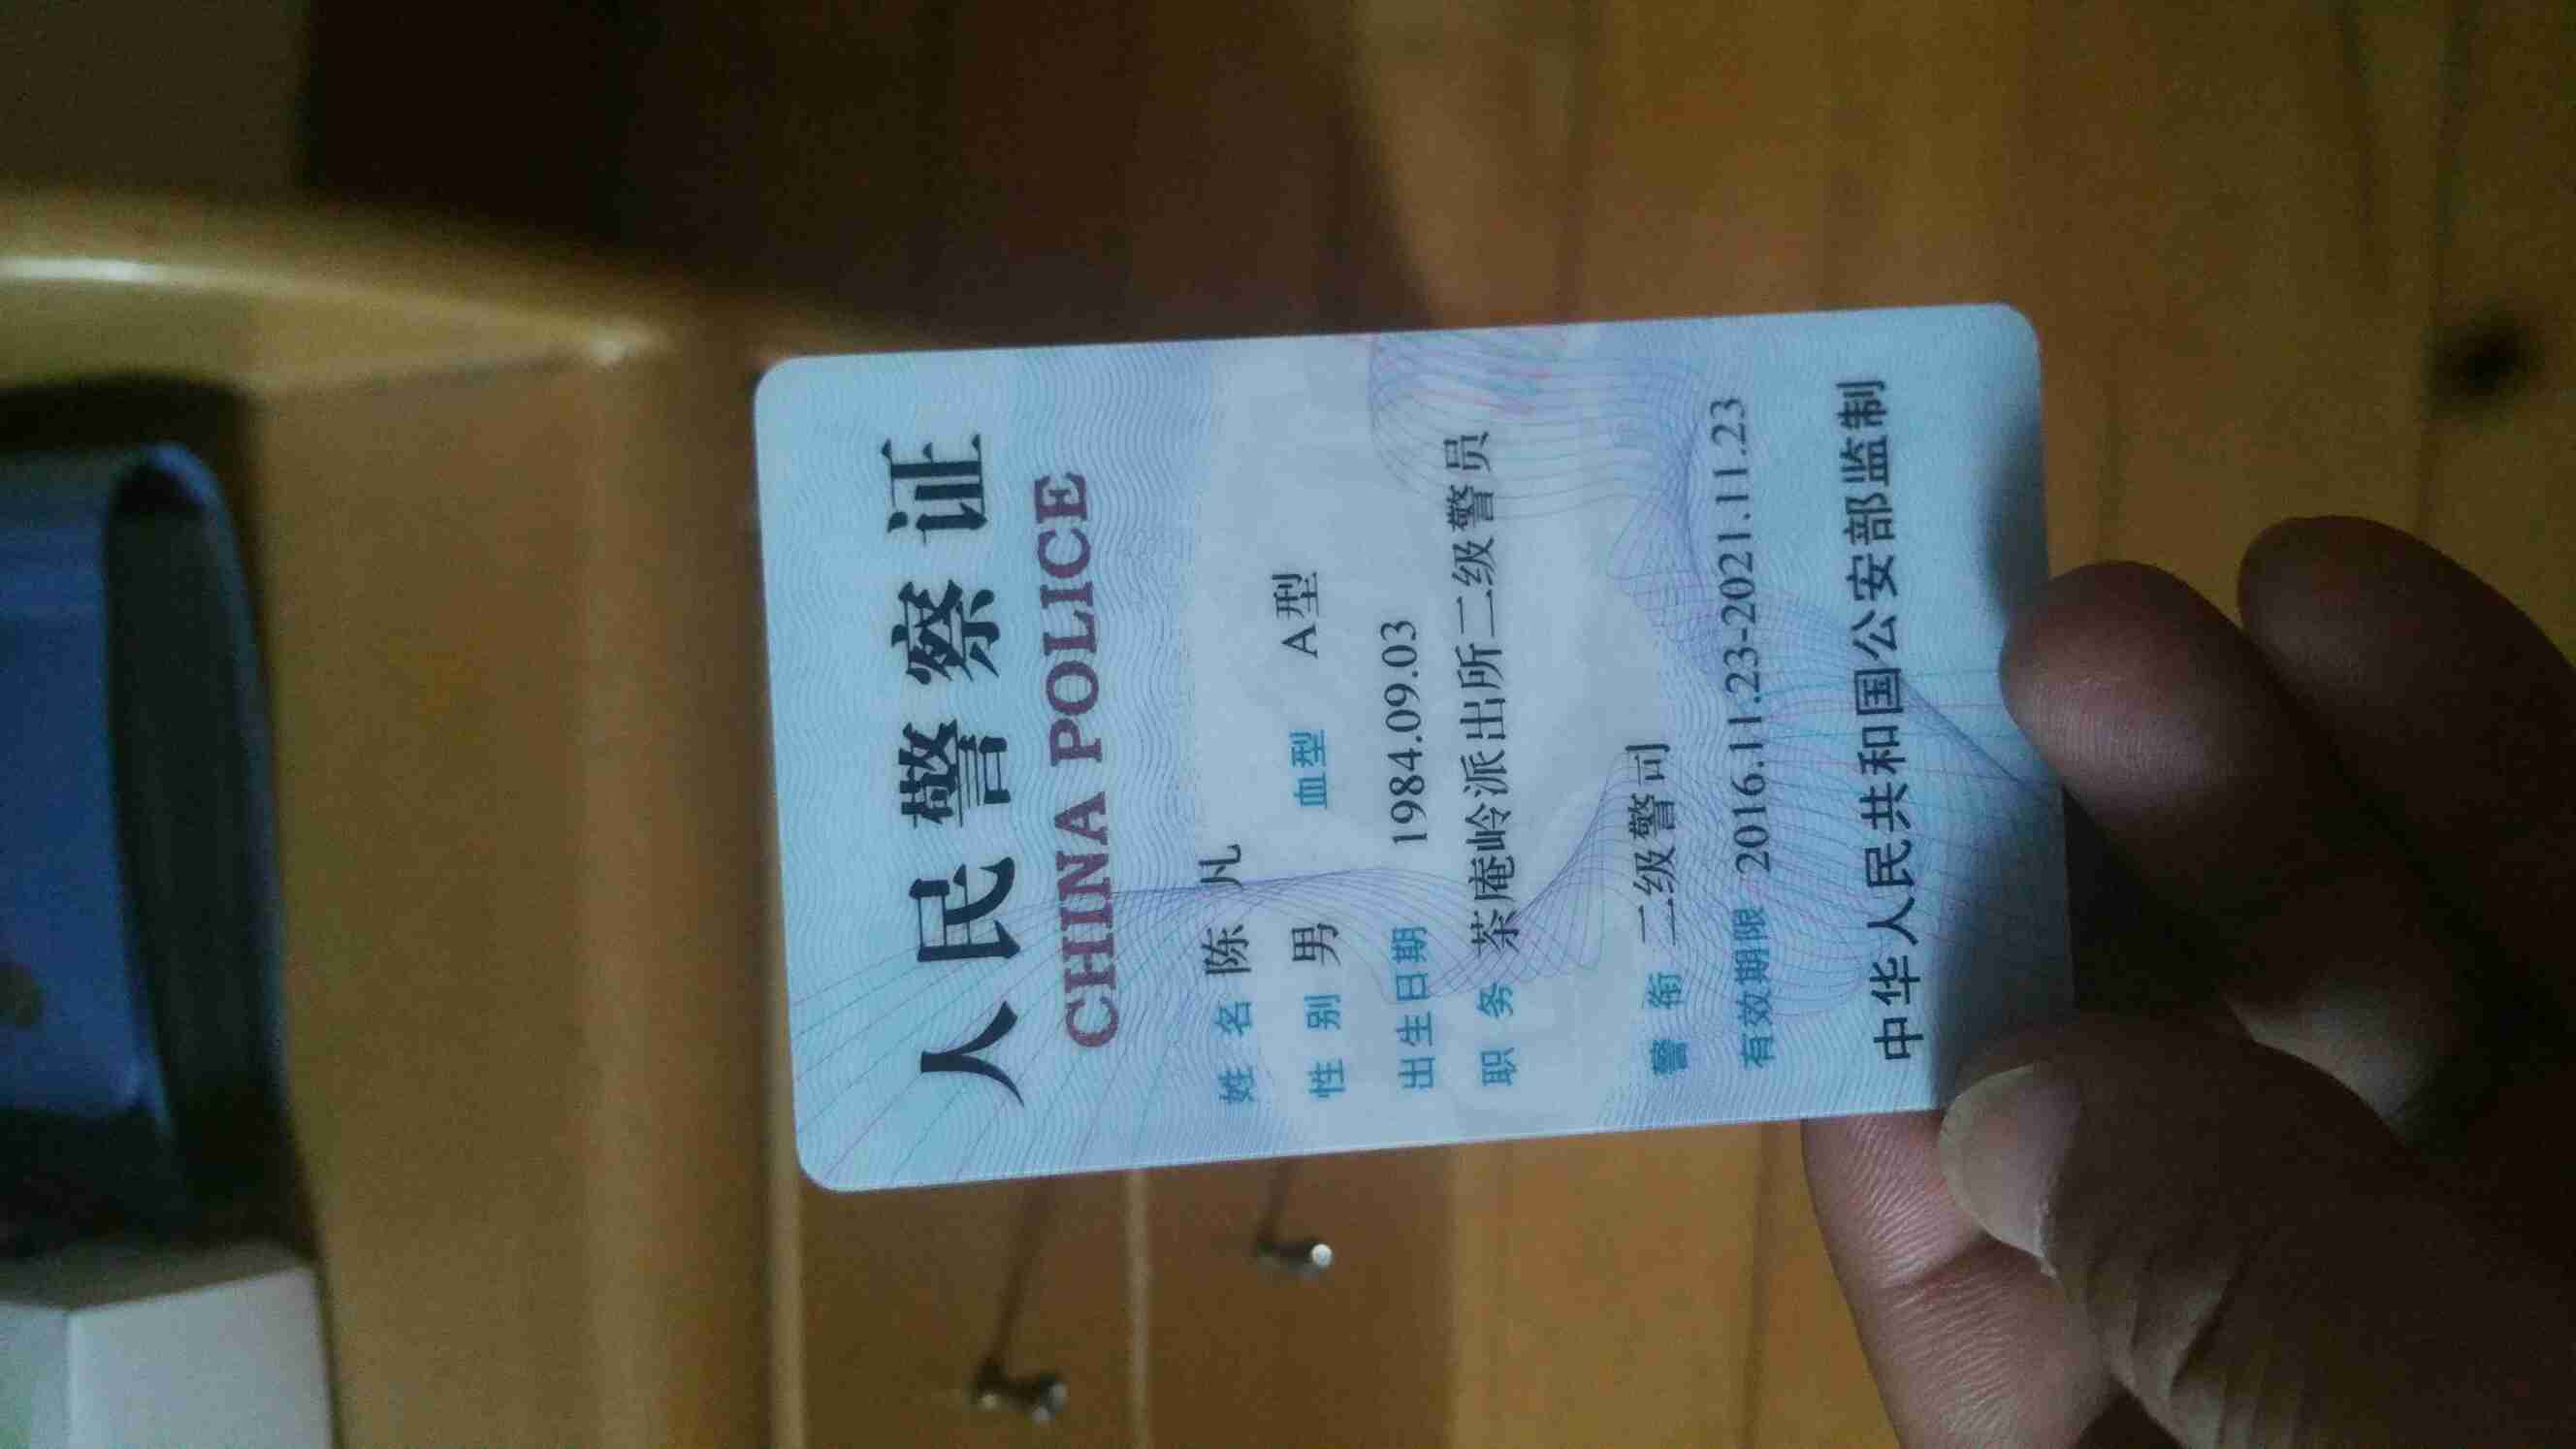 人民警察证
CHINA POLICE
姓 名 陈 凡
性 别 男 血型 A型
出生日期 1984.09.03
职 务 茶庵岭派出所二级警员
警 衔 二级警司
有效期限 2016.11.23-2021.11.23
中华人民共和国公安部监制